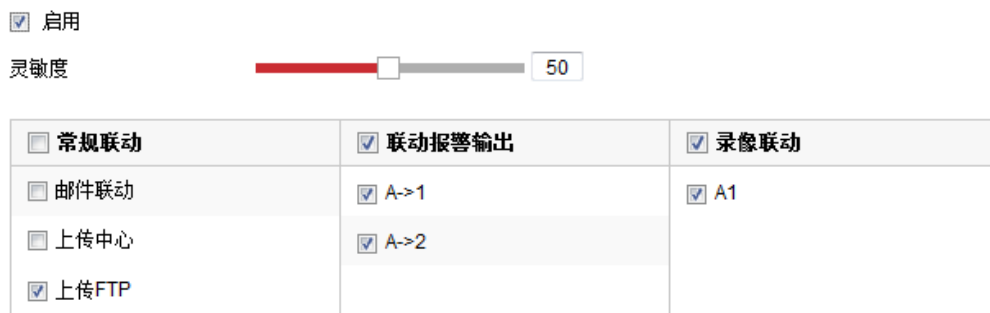 启用
灵敏度 50
常规联动 联动报警输出 录像联动
邮件联动 A->1 A1
上传中心 A->2
上传FTP